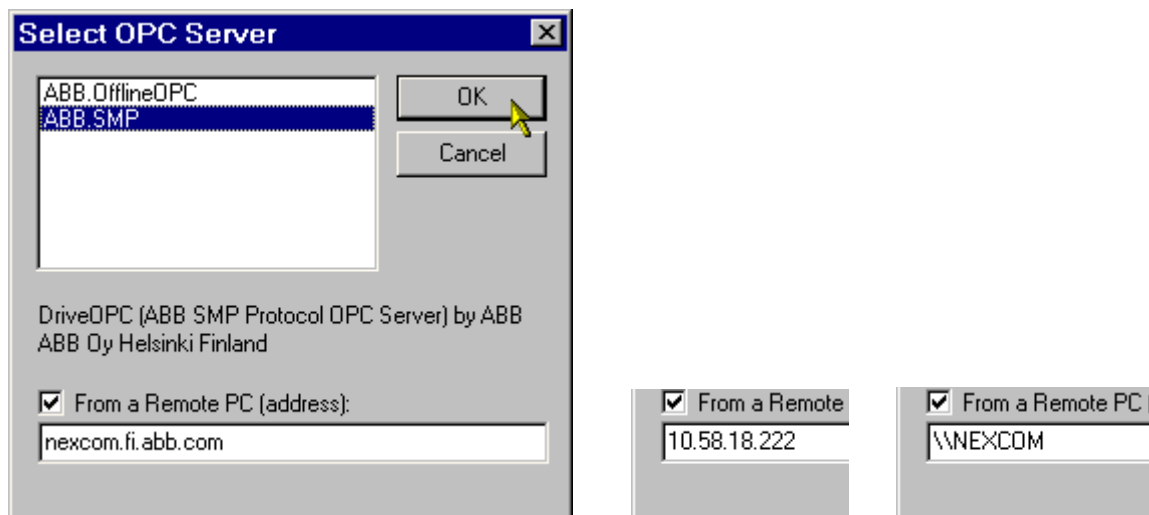 Select OPC Server
ABB.OfflineOPC
ABB.SMP
OK
Cancel
DriveOPC (ABB SMP Protocol OPC Server) by ABB
ABB Oy Helsinki Finland
From a Remote PC (address):
nexcom.fi.abb.com
From a Remote
10.58.18.222
From a Remote PC
\\NEXCOM